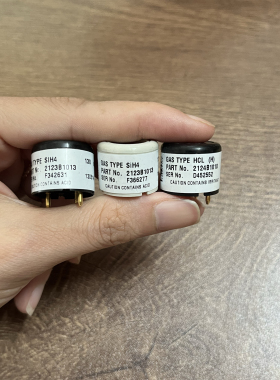 GAS TYPE SiH4
2123B1013
No. F342631
CAUTION CONTAINS ACID
GAS TYPE SiH4
PART No. 2123B1013
SER No. F366277
CAUTION CONTAINS ACID
GAS TYPE HCL (M)
PART No. 2124B1010
SER No. D452552
CAUTION CONTAINS